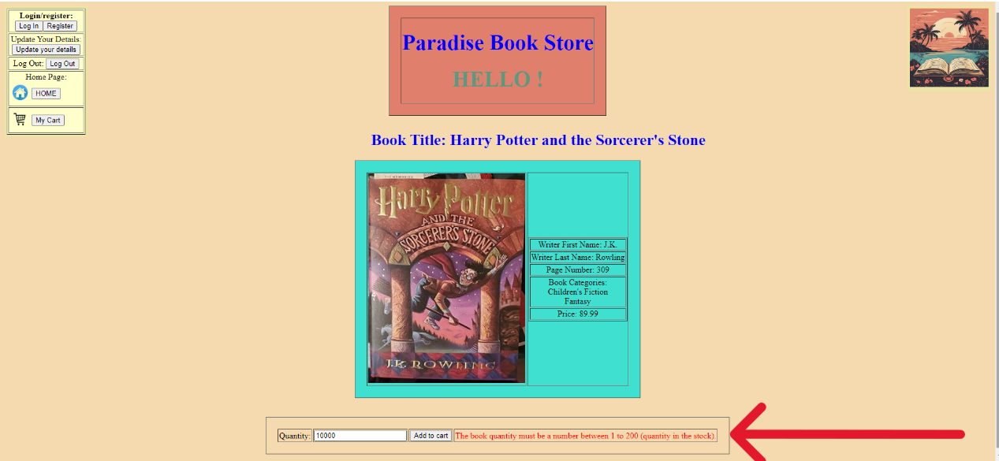 Login/register:
Log In Register
Update Your Details:
Update your details
Log Out: Log Out
Home Page:
HOME
My Cart
Paradise Book Store
HELLO !
Book Title: Harry Potter and the Sorcerer's Stone
Harry Potter
AND THE
SORCERER'S STONE
J.K. ROWLING
Writer First Name: J.K.
Writer Last Name: Rowling
Page Number: 309
Book Categories:
Children's Fiction
Fantasy
Price: 89.99
Quantity: 10000 Add to cart The book quantity must be a number between 1 to 200 (quantity in the stock)